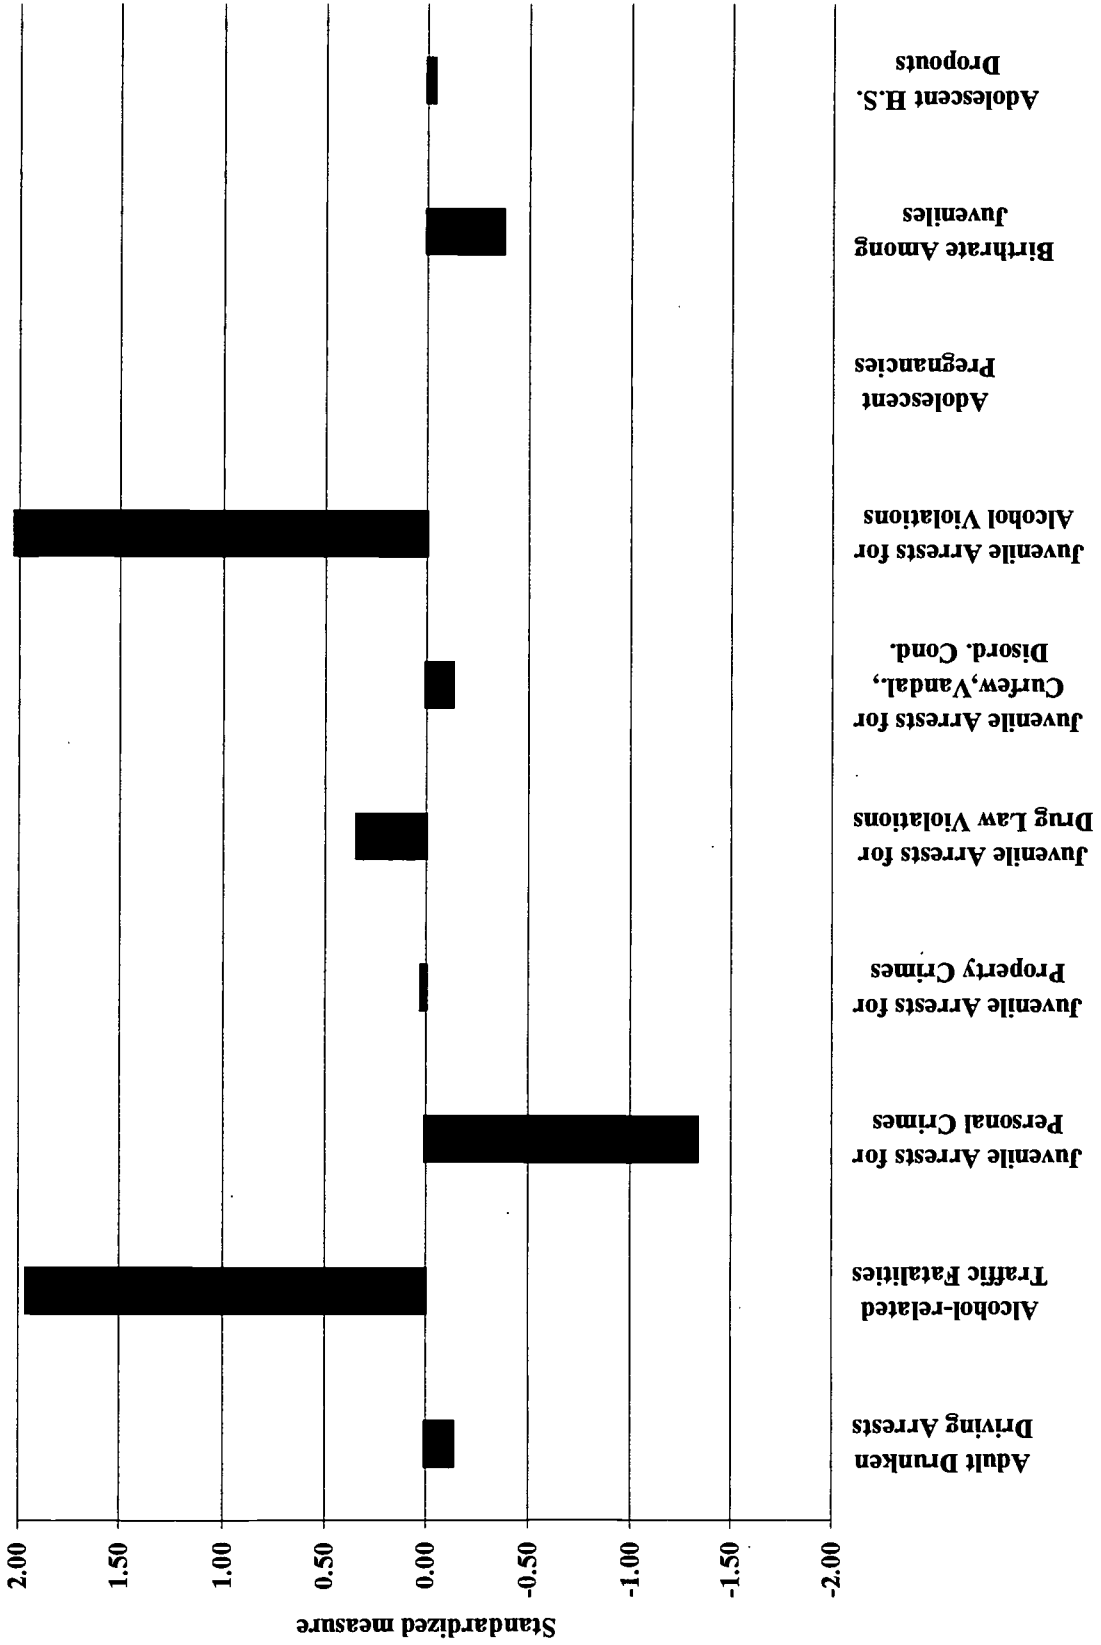 Standardized measure
2.00
1.50
1.00
0.50
0.00
-0.50
-1.00
-1.50
-2.00
Adult Drunken
Driving Arrests
Alcohol-related
Traffic Fatalities
Juvenile Arrests for
Personal Crimes
Juvenile Arrests for
Property Crimes
Juvenile Arrests for
Drug Law Violations
Juvenile Arrests for
Curfew,Vandal.,
Disord. Cond.
Juvenile Arrests for
Alcohol Violations
Adolescent
Pregnancies
Birthrate Among
Juveniles
Adolescent H.S.
Dropouts